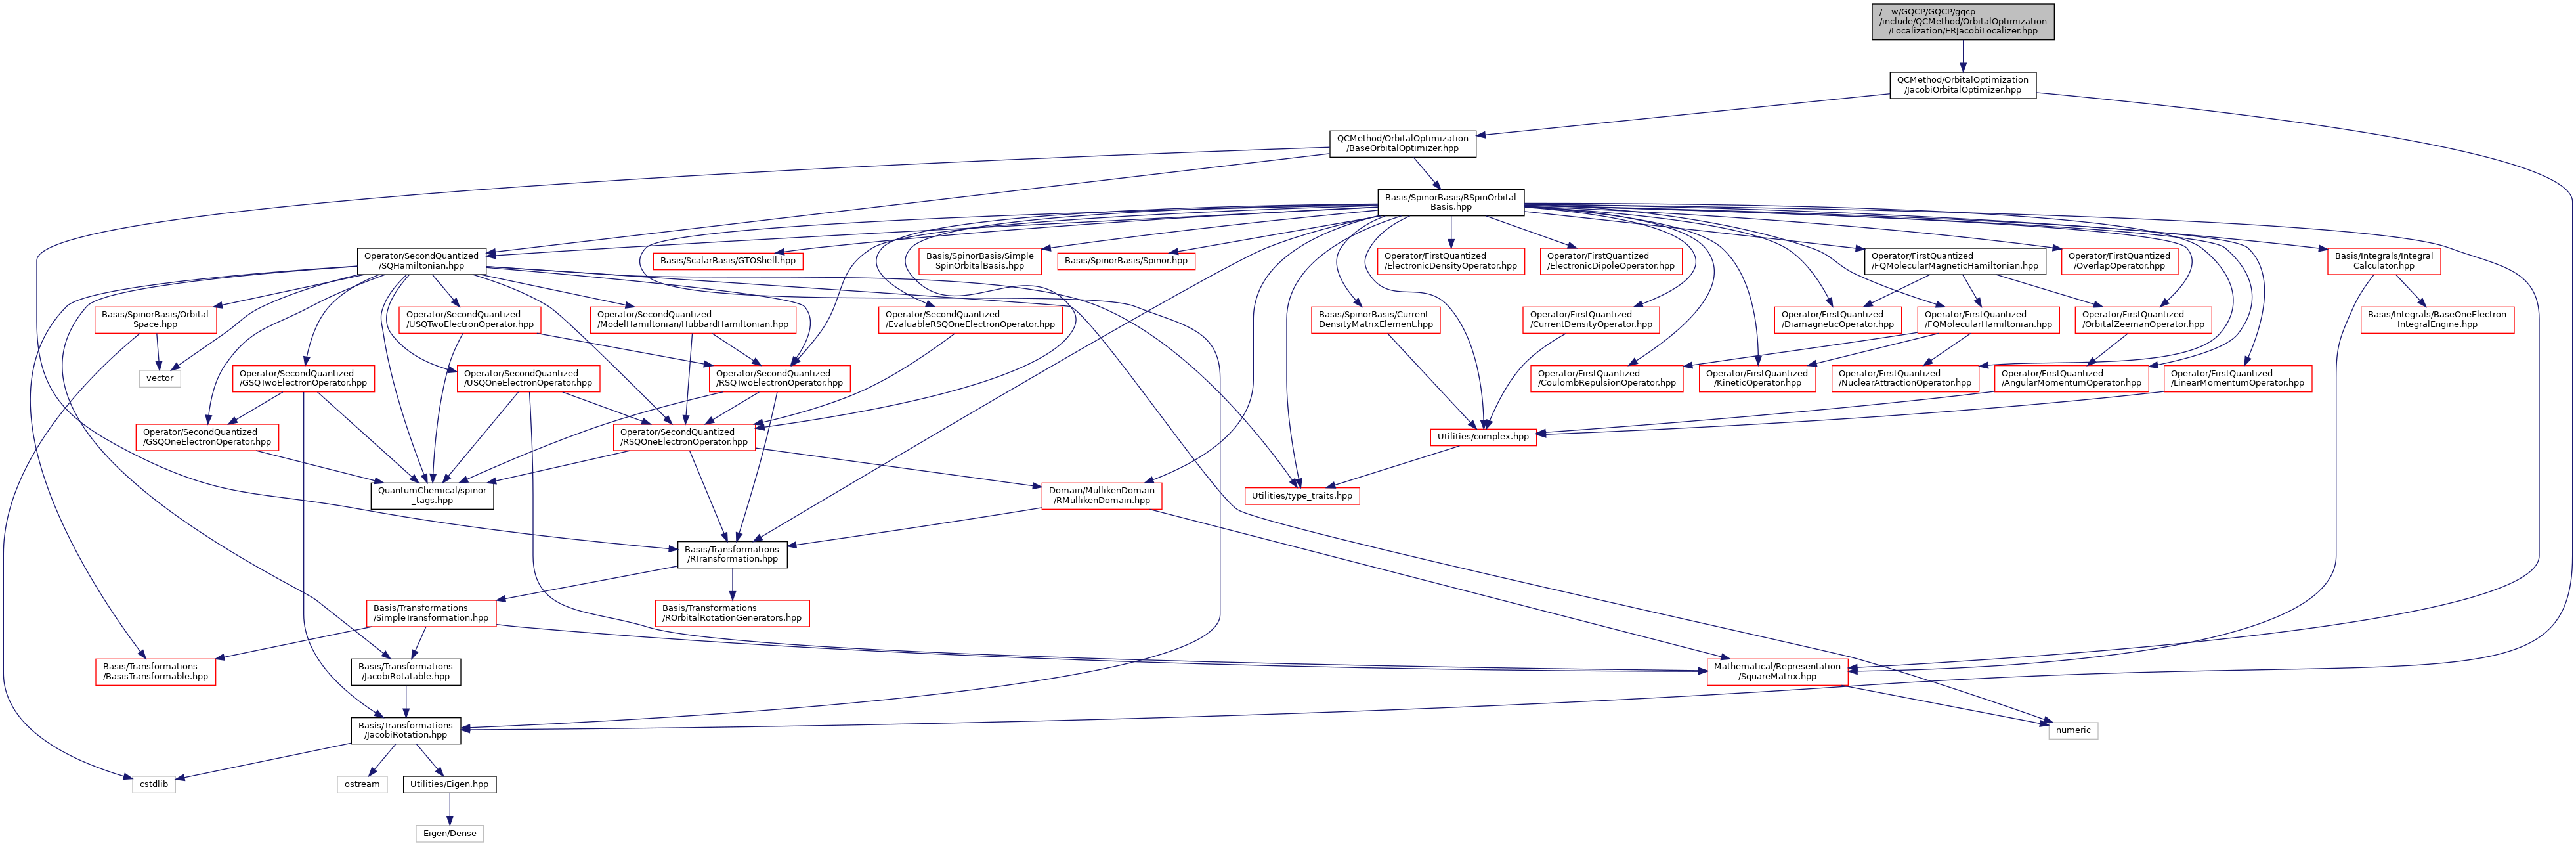 /__w/GQCP/GQCP/gqcp
/include/QCMethod/OrbitalOptimization
/Localization/ERJacobiLocalizer.hpp
QCMethod/OrbitalOptimization
/JacobiOrbitalOptimizer.hpp
QCMethod/OrbitalOptimization
/BaseOrbitalOptimizer.hpp
Basis/SpinorBasis/RSpinOrbital
Basis.hpp
Operator/SecondQuantized
/SQHamiltonian.hpp
Basis/ScalarBasis/GTOShell.hpp
Basis/SpinorBasis/Simple
SpinOrbitalBasis.hpp
Basis/SpinorBasis/Spinor.hpp
Operator/FirstQuantized
/ElectronicDensityOperator.hpp
Operator/FirstQuantized
/ElectronicDipoleOperator.hpp
Operator/FirstQuantized
/FQMolecularMagneticHamiltonian.hpp
Operator/FirstQuantized
/OverlapOperator.hpp
Basis/Integrals/Integral
Calculator.hpp
Basis/SpinorBasis/Orbital
Space.hpp
Operator/SecondQuantized
/USQTwoElectronOperator.hpp
Operator/SecondQuantized
/ModelHamiltonian/HubbardHamiltonian.hpp
Operator/SecondQuantized
/EvaluableRSQOneElectronOperator.hpp
Basis/SpinorBasis/Current
DensityMatrixElement.hpp
Operator/FirstQuantized
/CurrentDensityOperator.hpp
Operator/FirstQuantized
/DiamagneticOperator.hpp
Operator/FirstQuantized
/FQMolecularHamiltonian.hpp
Operator/FirstQuantized
/OrbitalZeemanOperator.hpp
Basis/Integrals/BaseOneElectron
IntegralEngine.hpp
vector
Operator/SecondQuantized
/GSQTwoElectronOperator.hpp
Operator/SecondQuantized
/USQOneElectronOperator.hpp
Operator/SecondQuantized
/RSQTwoElectronOperator.hpp
Operator/FirstQuantized
/CoulombRepulsionOperator.hpp
Operator/FirstQuantized
/KineticOperator.hpp
Operator/FirstQuantized
/NuclearAttractionOperator.hpp
Operator/FirstQuantized
/AngularMomentumOperator.hpp
Operator/FirstQuantized
/LinearMomentumOperator.hpp
Operator/SecondQuantized
/GSQOneElectronOperator.hpp
Operator/SecondQuantized
/RSQOneElectronOperator.hpp
Utilities/complex.hpp
QuantumChemical/spinor
_tags.hpp
Domain/MullikenDomain
/RMullikenDomain.hpp
Utilities/type_traits.hpp
Basis/Transformations
/RTransformation.hpp
Basis/Transformations
/SimpleTransformation.hpp
Basis/Transformations
/ROrbitalRotationGenerators.hpp
Basis/Transformations
/BasisTransformable.hpp
Basis/Transformations
/JacobiRotatable.hpp
Mathematical/Representation
/SquareMatrix.hpp
Basis/Transformations
/JacobiRotation.hpp
numeric
cstdlib
ostream
Utilities/Eigen.hpp
Eigen/Dense